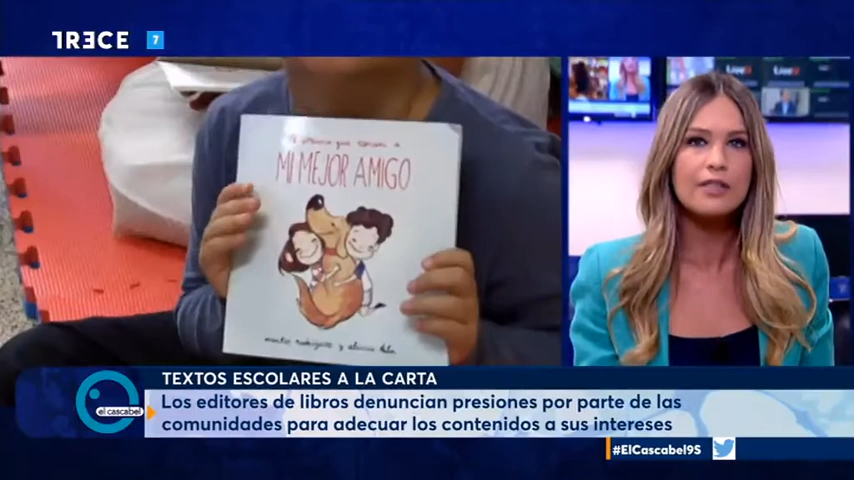 TRECE 7
MI MEJOR AMIGO
TEXTOS ESCOLARES A LA CARTA
el cascabel
Los editores de libros denuncian presiones por parte de las
comunidades para adecuar los contenidos a sus intereses
#ElCascabel9S